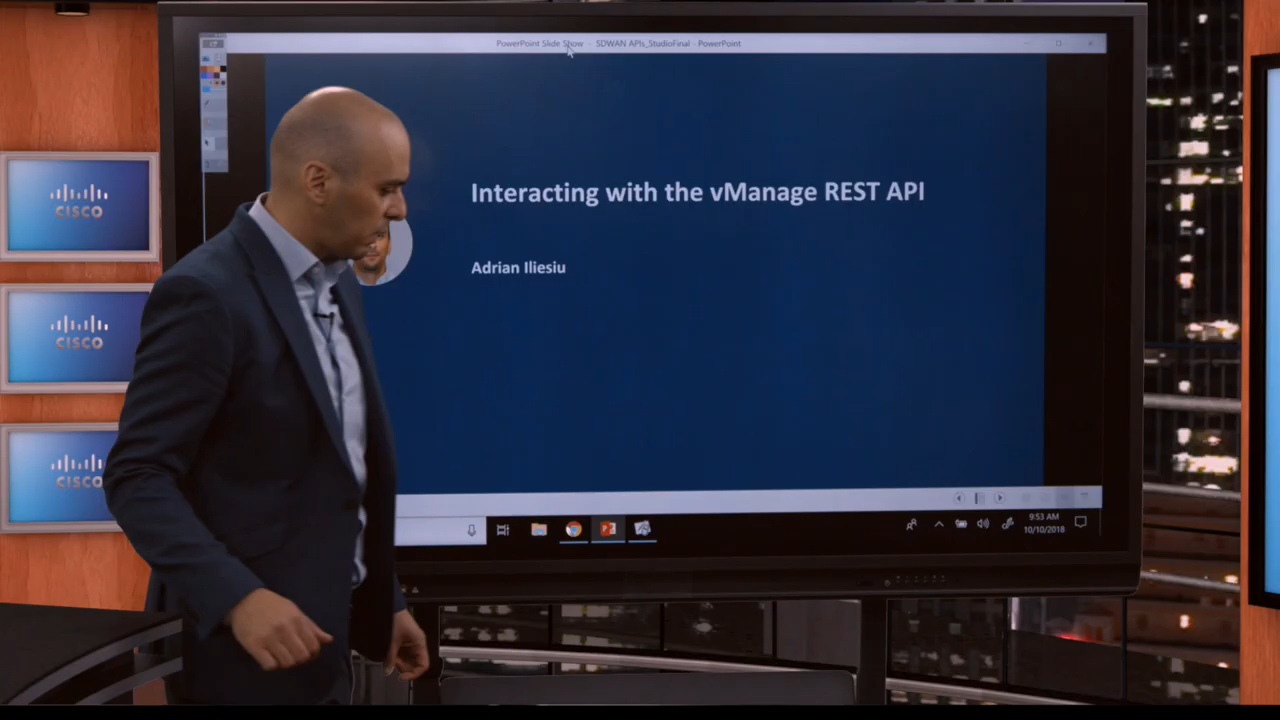 PowerPoint Slide Show - SDWAN APIs_StudioFinal - PowerPoint
CISCO
CISCO
CISCO
Interacting with the vManage REST API
Adrian Iliesiu
9:53 AM
10/10/2018